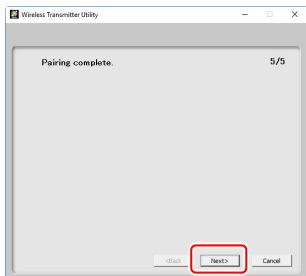 Wireless Transmitter Utility
Pairing complete. 5/5
<Back Next> Cancel